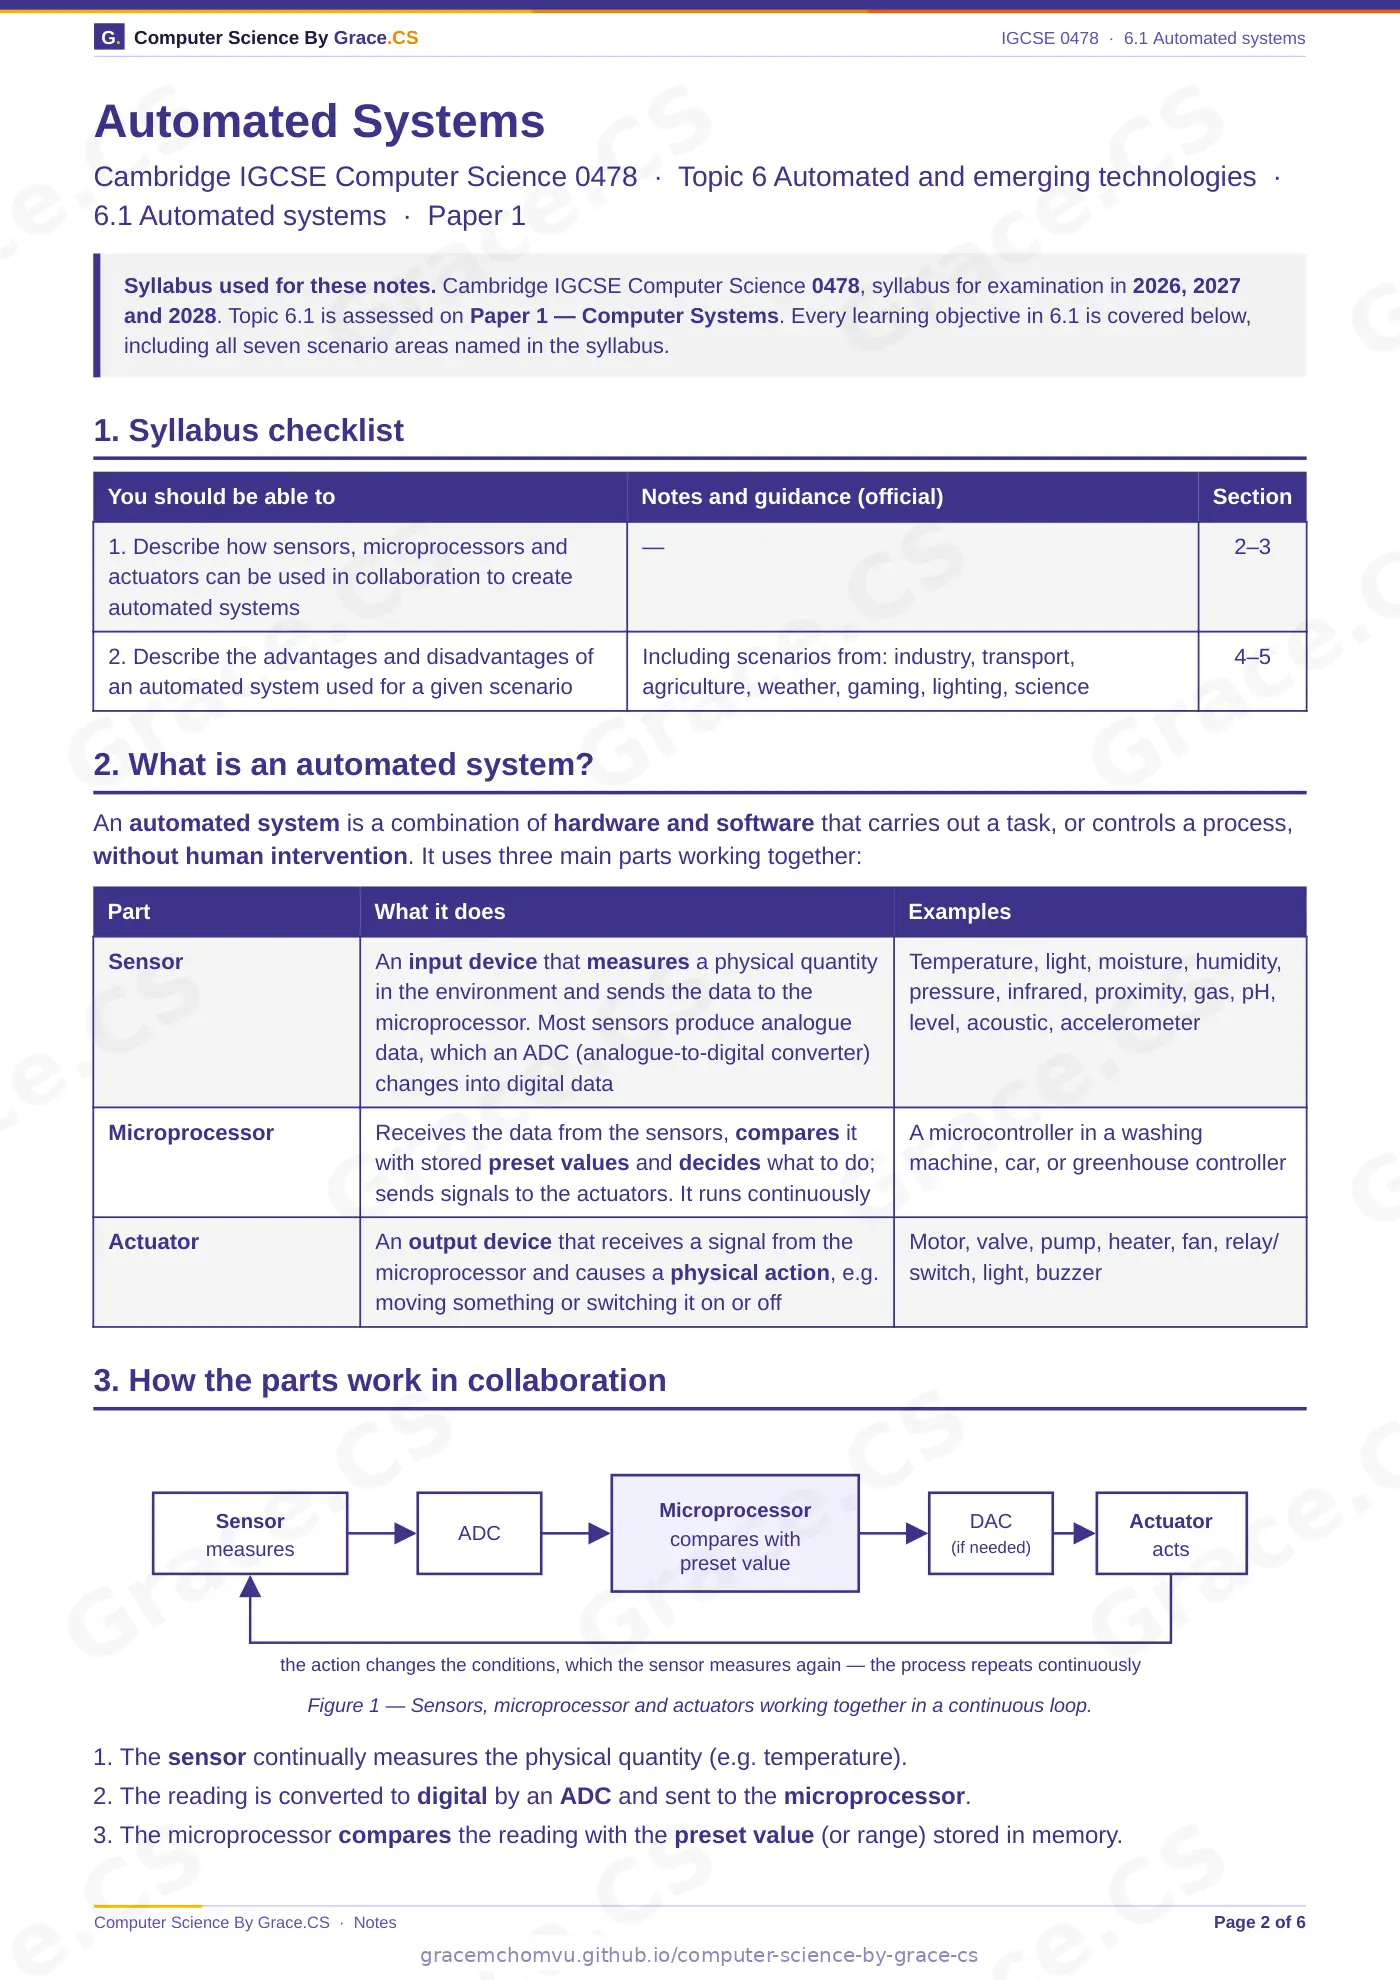 G. Computer Science By Grace.CS
IGCSE 0478 · 6.1 Automated systems
Automated Systems
Cambridge IGCSE Computer Science 0478 · Topic 6 Automated and emerging technologies ·
6.1 Automated systems · Paper 1
Syllabus used for these notes. Cambridge IGCSE Computer Science 0478, syllabus for examination in 2026, 2027
and 2028. Topic 6.1 is assessed on Paper 1 — Computer Systems. Every learning objective in 6.1 is covered below,
including all seven scenario areas named in the syllabus.
1. Syllabus checklist
You should be able to
Notes and guidance (official)
Section
1. Describe how sensors, microprocessors and
actuators can be used in collaboration to create
automated systems
—
2–3
2. Describe the advantages and disadvantages of
an automated system used for a given scenario
Including scenarios from: industry, transport,
agriculture, weather, gaming, lighting, science
4–5
2. What is an automated system?
An automated system is a combination of hardware and software that carries out a task, or controls a process,
without human intervention. It uses three main parts working together:
Part
What it does
Examples
Sensor
An input device that measures a physical quantity
in the environment and sends the data to the
microprocessor. Most sensors produce analogue
data, which an ADC (analogue-to-digital converter)
changes into digital data
Temperature, light, moisture, humidity,
pressure, infrared, proximity, gas, pH,
level, acoustic, accelerometer
Microprocessor
Receives the data from the sensors, compares it
with stored preset values and decides what to do;
sends signals to the actuators. It runs continuously
A microcontroller in a washing
machine, car, or greenhouse controller
Actuator
An output device that receives a signal from the
microprocessor and causes a physical action, e.g.
moving something or switching it on or off
Motor, valve, pump, heater, fan, relay/
switch, light, buzzer
3. How the parts work in collaboration
Sensor
measures
ADC
Microprocessor
compares with
preset value
DAC
(if needed)
Actuator
acts
the action changes the conditions, which the sensor measures again — the process repeats continuously
Figure 1 — Sensors, microprocessor and actuators working together in a continuous loop.
1. The sensor continually measures the physical quantity (e.g. temperature).
2. The reading is converted to digital by an ADC and sent to the microprocessor.
3. The microprocessor compares the reading with the preset value (or range) stored in memory.
Computer Science By Grace.CS · Notes
Page 2 of 6
gracemchomvu.github.io/computer-science-by-grace-cs